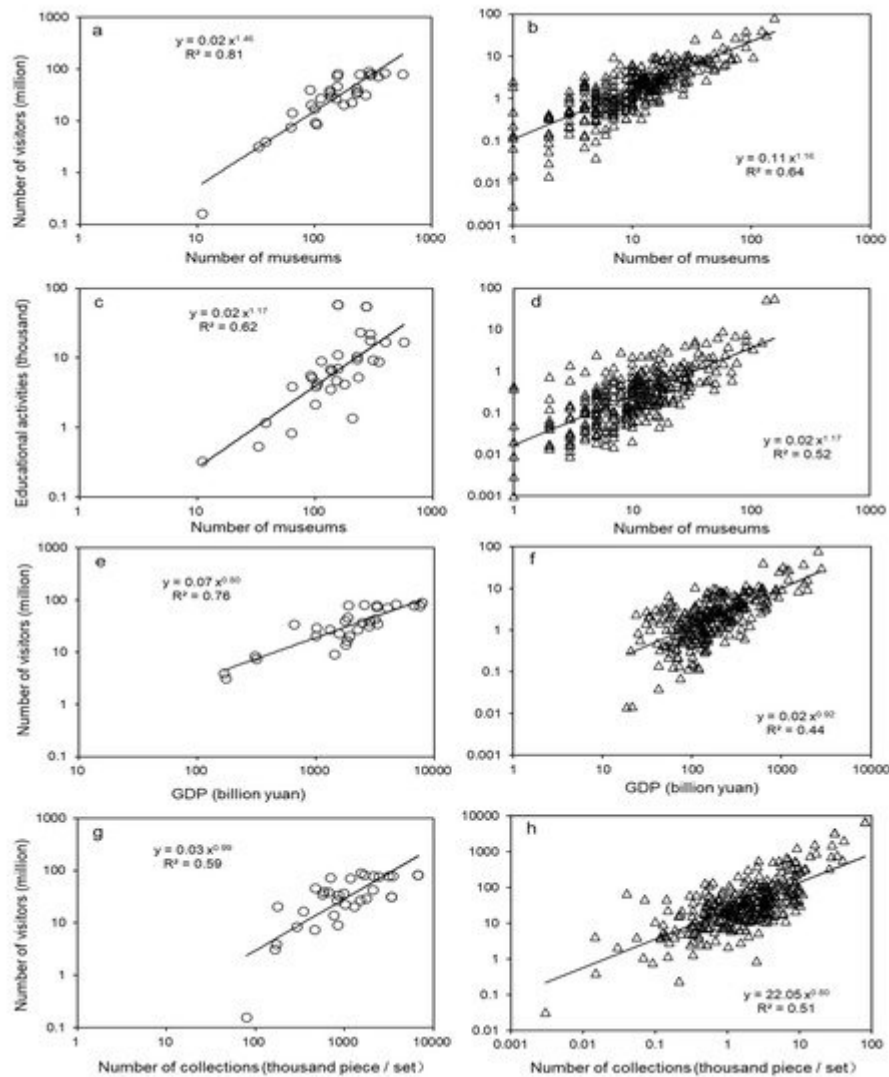 a
y = 0.02 x^1.46
R² = 0.81
Number of visitors (million)
1000
100
10
1
0.1
1 10 100 1000
Number of museums
b
y = 0.11 x^1.16
R² = 0.64
100
10
1
0.1
0.01
0.001
1 10 100 1000
Number of museums
c
y = 0.02 x^1.17
R² = 0.62
Educational activities (thousand)
100
10
1
0.1
1 10 100 1000
Number of museums
d
y = 0.02 x^1.17
R² = 0.52
100
10
1
0.1
0.01
0.001
1 10 100 1000
Number of museums
e
y = 0.07 x^0.80
R² = 0.76
Number of visitors (million)
1000
100
10
1
0.1
1 10 100 1000 10000
GDP (billion yuan)
f
y = 0.02 x^0.92
R² = 0.44
100
10
1
0.1
0.01
0.001
1 10 100 1000 10000
GDP (billion yuan)
g
y = 0.03 x^0.99
R² = 0.59
Number of visitors (million)
1000
100
10
1
0.1
1 10 100 1000 10000
Number of collections (thousand piece / set)
h
y = 22.05 x^0.80
R² = 0.51
10000
1000
100
10
1
0.1
0.01
0.001 0.01 0.1 1 10 100
Number of collections (thousand piece / set)